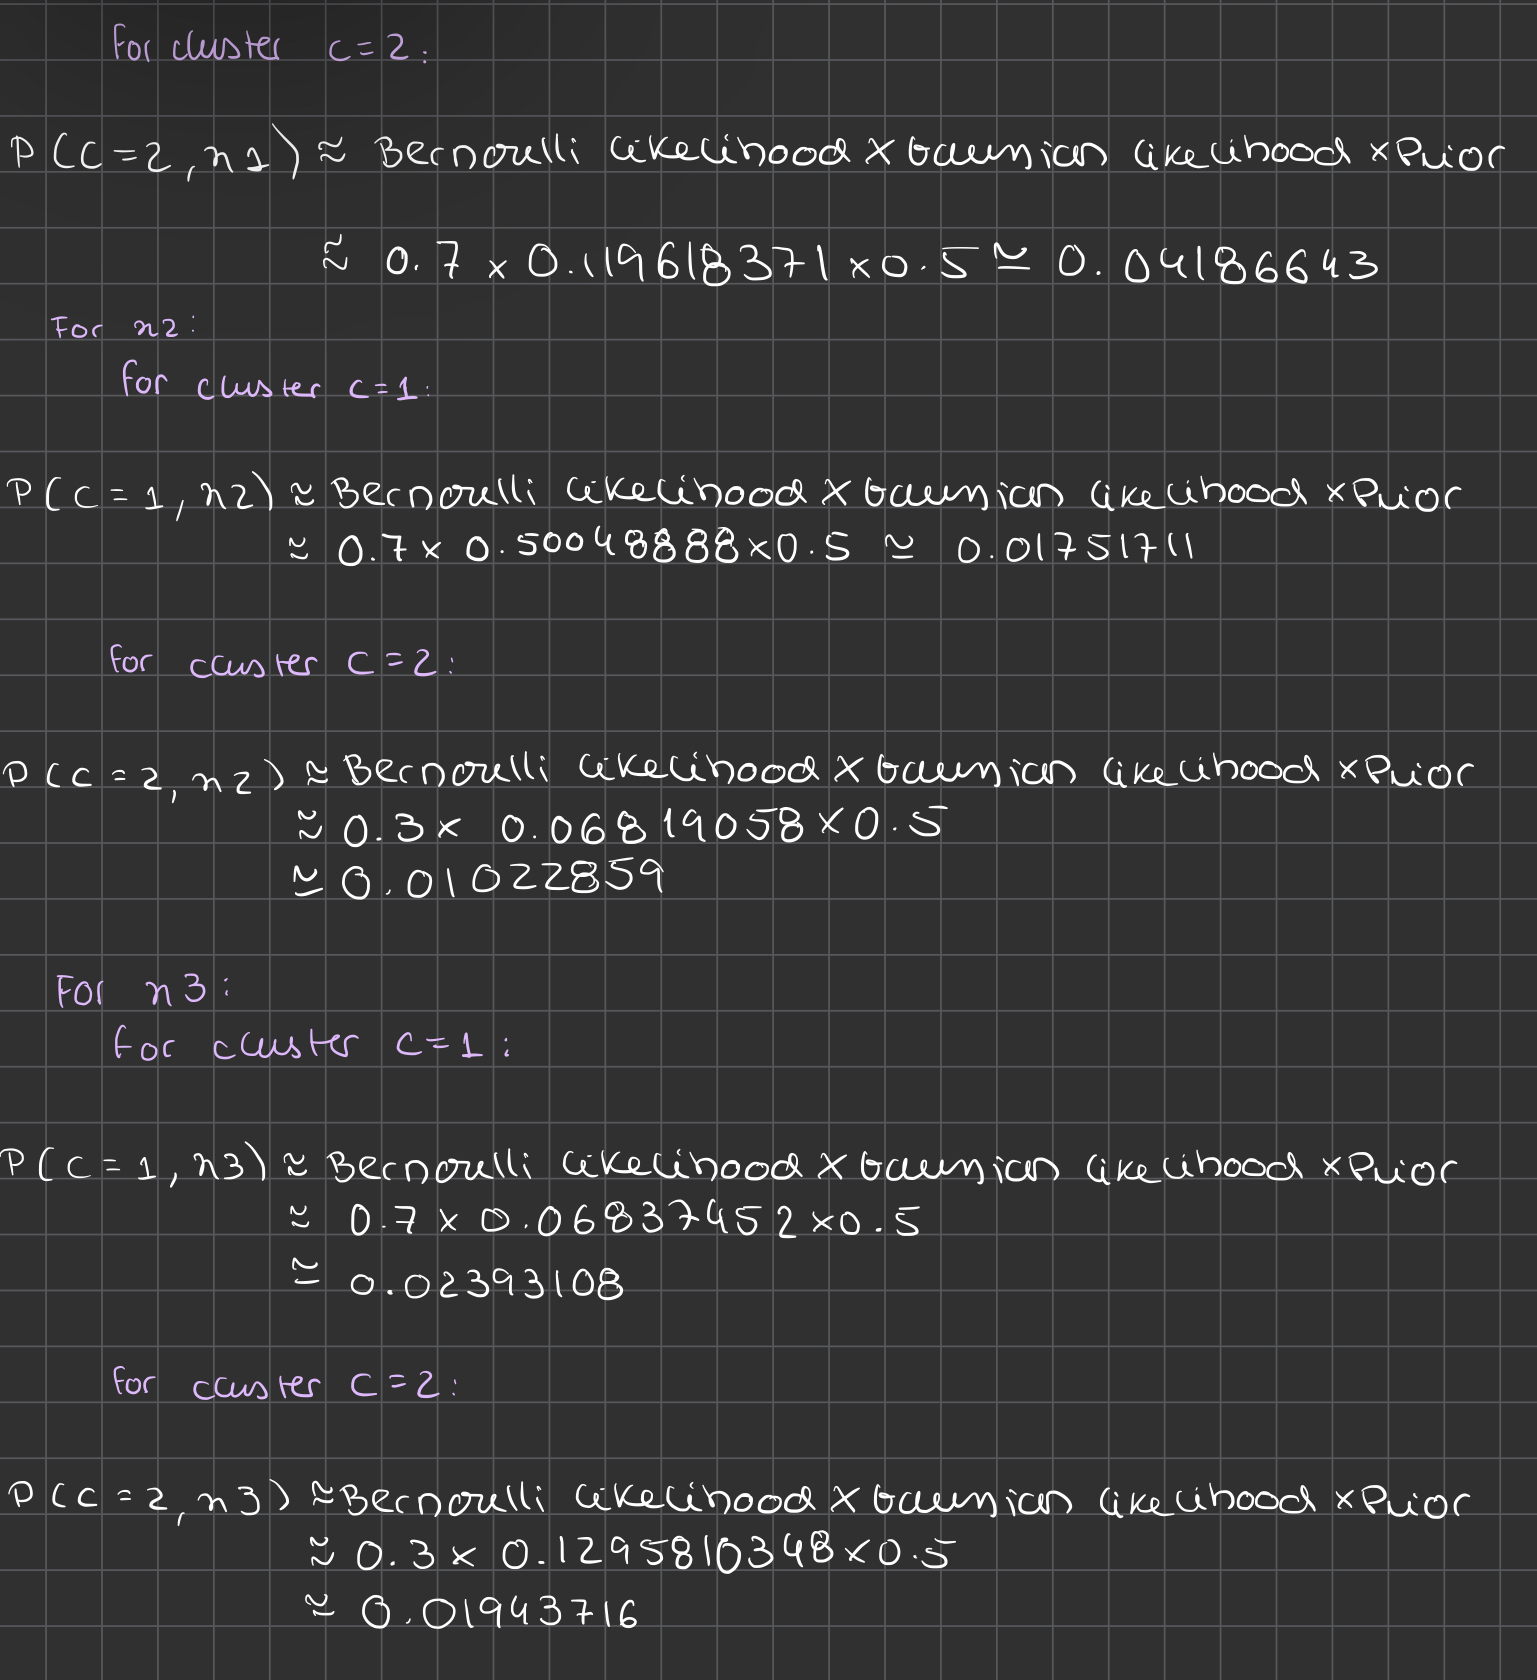 For cluster c=2:
P(C=2, x1) ≈ Bernoulli likelihood × Gaussian likelihood × Prior
≈ 0.7 × 0.119618371 × 0.5 ≃ 0.04186643
For x2:
for cluster c=1:
P(C=1, x2) ≈ Bernoulli likelihood × Gaussian likelihood × Prior
≈ 0.7 × 0.50048888 × 0.5 ≃ 0.01751711
for cluster c=2:
P(C=2, x2) ≈ Bernoulli likelihood × Gaussian likelihood × Prior
≈ 0.3 × 0.06819058 × 0.5
≃ 0.01022859
For x3:
for cluster c=1:
P(C=1, x3) ≈ Bernoulli likelihood × Gaussian likelihood × Prior
≈ 0.7 × 0.06837452 × 0.5
≃ 0.02393108
for cluster c=2:
P(C=2, x3) ≈ Bernoulli likelihood × Gaussian likelihood × Prior
≈ 0.3 × 0.1295810348 × 0.5
≃ 0.01943716